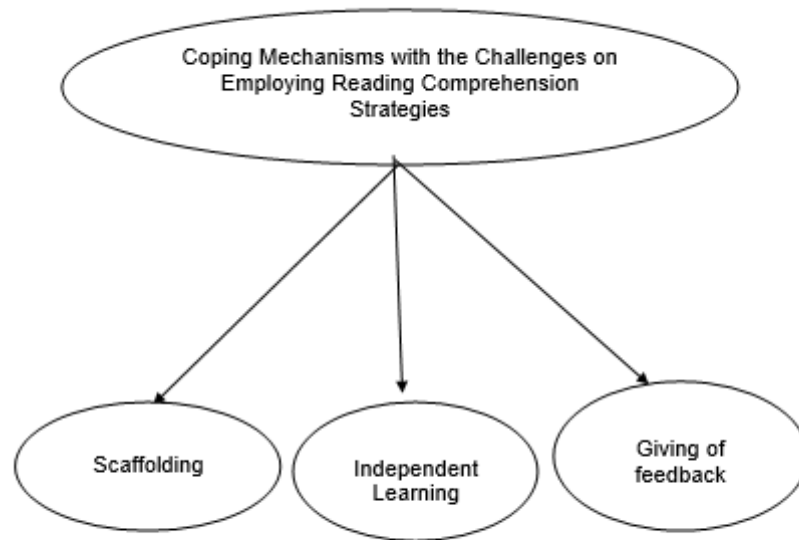 Coping Mechanisms with the Challenges on
Employing Reading Comprehension
Strategies
Scaffolding
Independent
Learning
Giving of
feedback